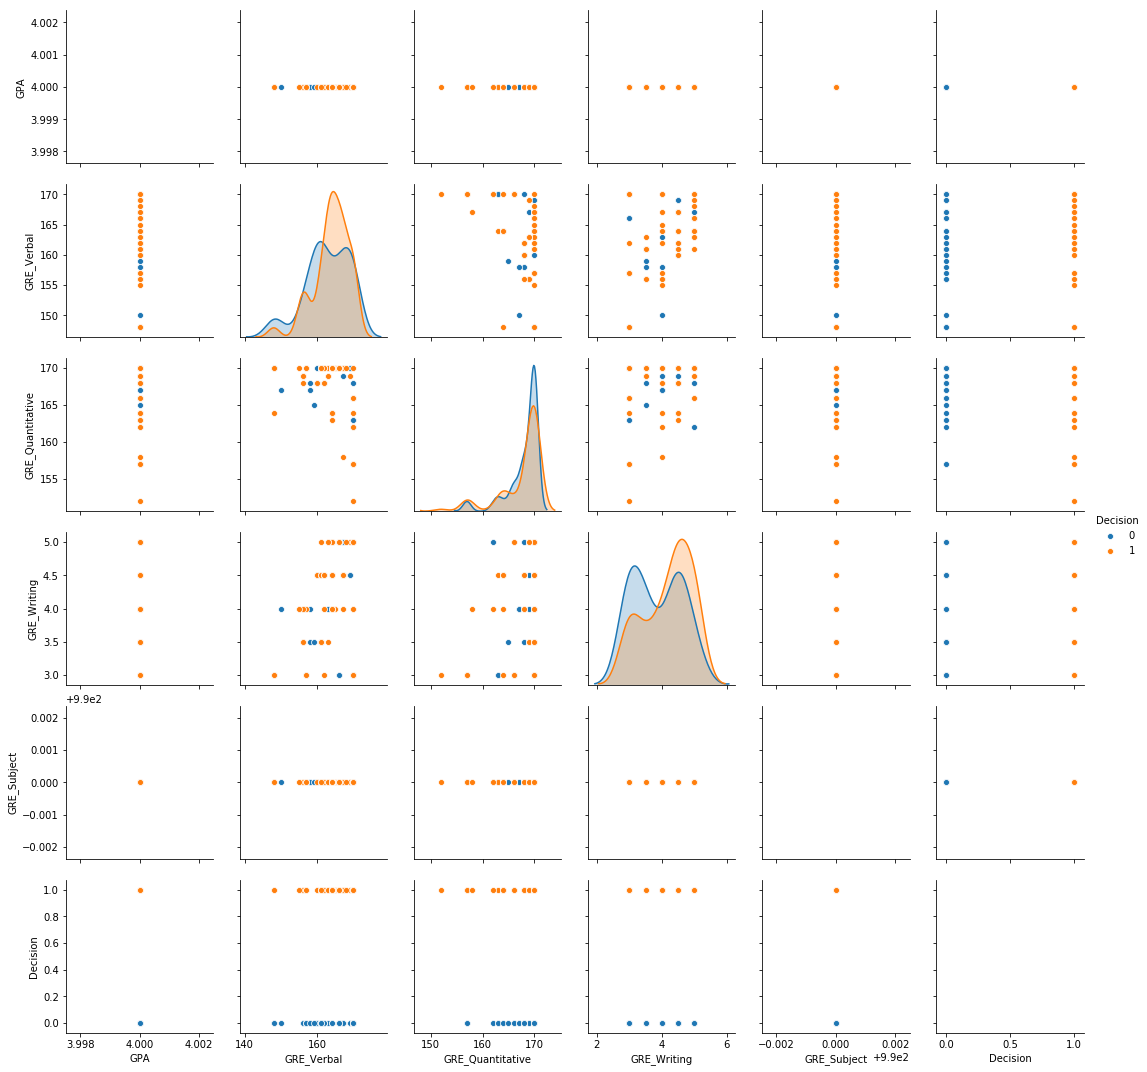 4.002
4.001
4.000
3.999
3.998
GPA
170
165
160
155
150
GRE_Verbal
170
165
160
155
GRE_Quantitative
5.0
4.5
4.0
3.5
3.0
GRE_Writing
Decision
0
1
+9.9e2
0.002
0.001
0.000
−0.001
−0.002
GRE_Subject
1.0
0.8
0.6
0.4
0.2
0.0
Decision
3.998 4.000 4.002
GPA
140 160
GRE_Verbal
150 160 170
GRE_Quantitative
2 4 6
GRE_Writing
−0.002 0.000 0.002
GRE_Subject +9.9e2
0.0 0.5 1.0
Decision